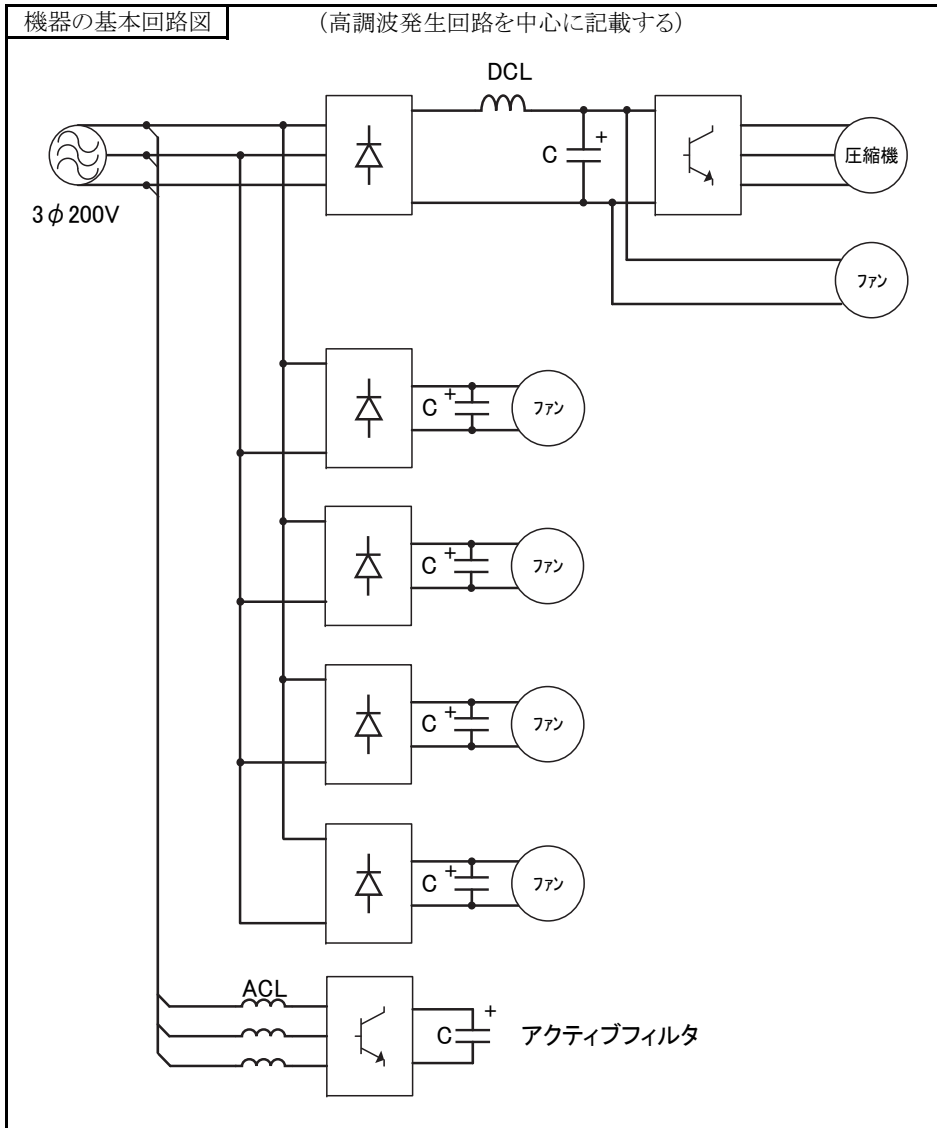 機器の基本回路図 (高調波発生回路を中心に記載する)
DCL
C +
圧縮機
3φ200V
ファン
C + ファン
C + ファン
C + ファン
C + ファン
ACL
C + アクティブフィルタ